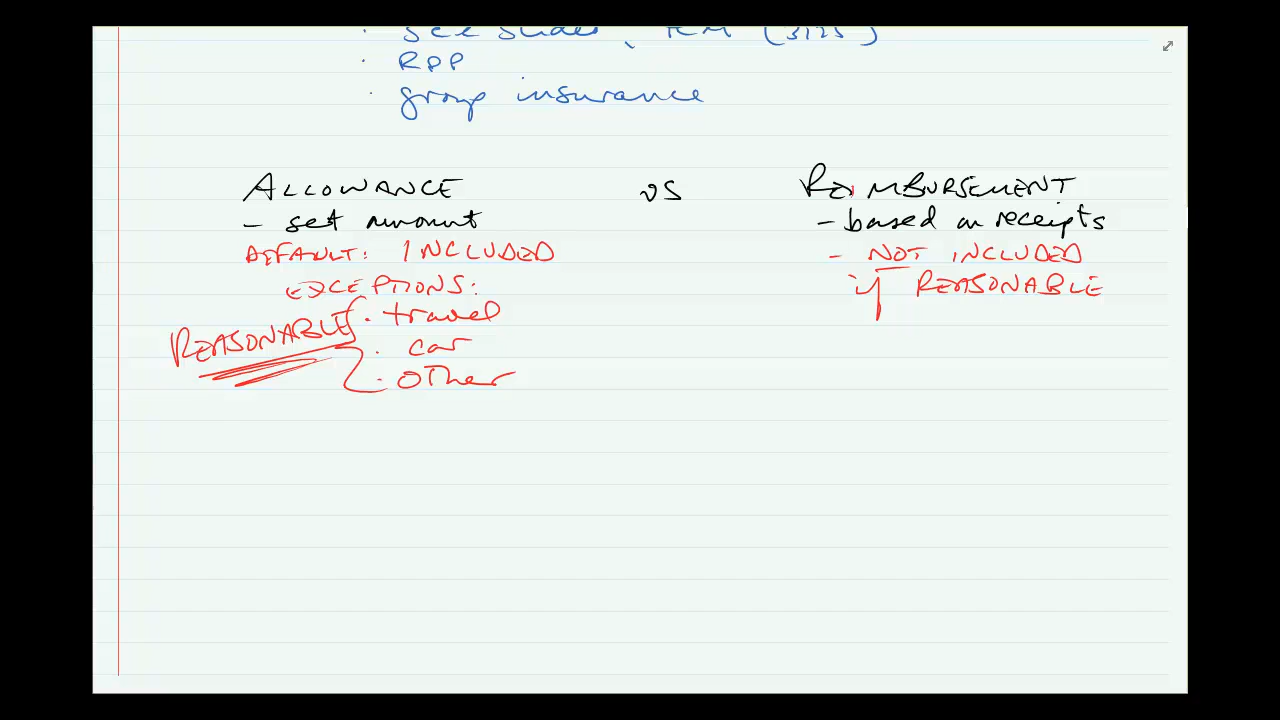 · RPP
· group insurance
ALLOWANCE vs REIMBURSEMENT
- set amount
- based on receipts
DEFAULT: INCLUDED
- NOT INCLUDED
EXCEPTIONS:
if REASONABLE
REASONABLE
· travel
· car
· other